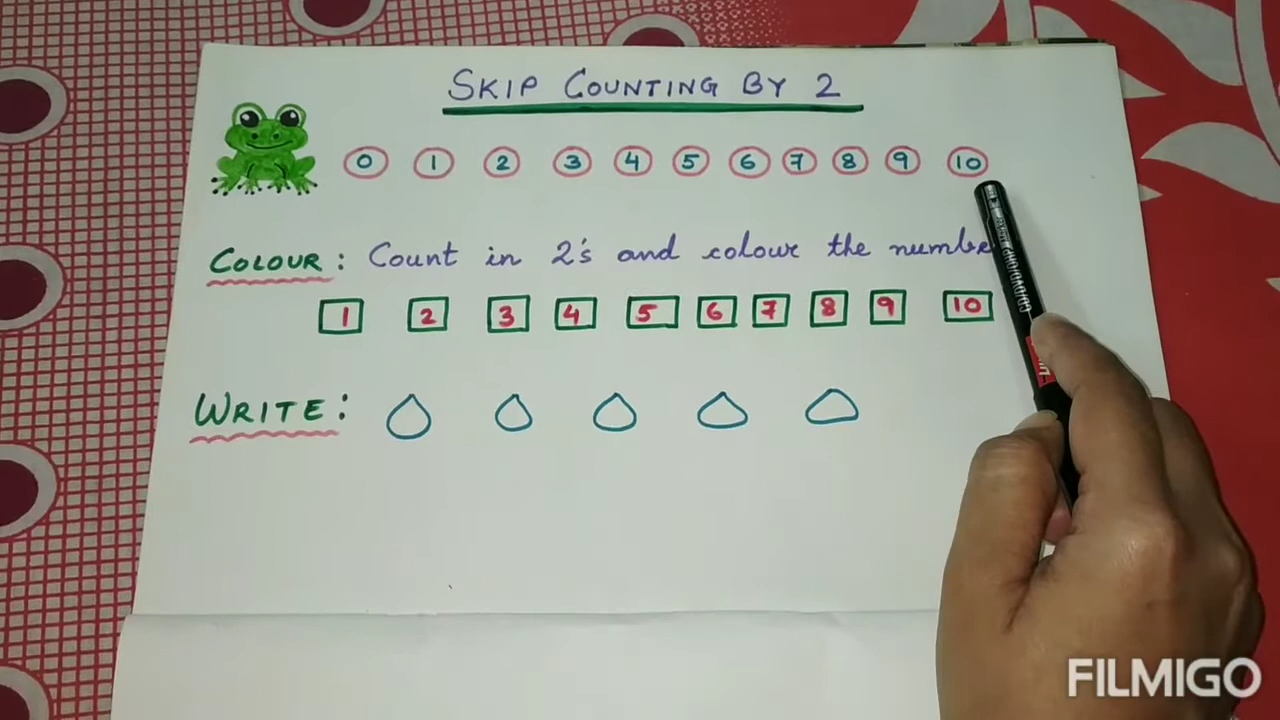 SKIP COUNTING BY 2
0 1 2 3 4 5 6 7 8 9 10
COLOUR: Count in 2's and colour the numbe
1 2 3 4 5 6 7 8 9 10
WRITE:
FILMIGO